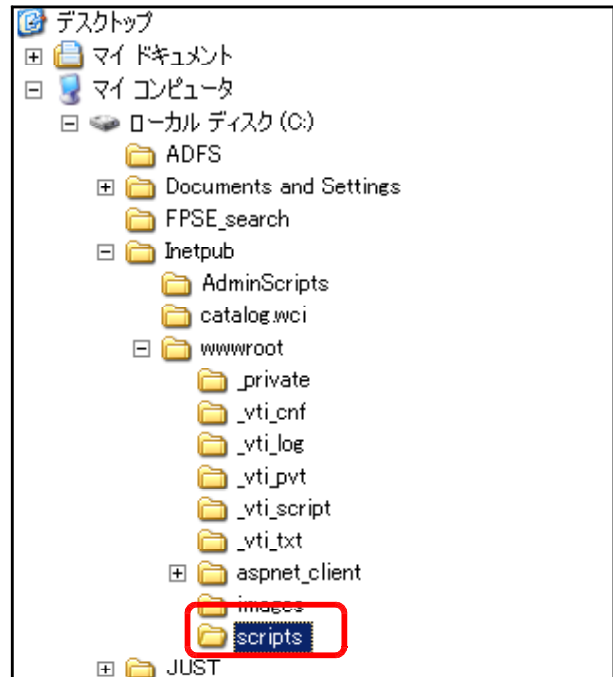 デスクトップ
マイ ドキュメント
マイ コンピュータ
ローカル ディスク (C:)
ADFS
Documents and Settings
FPSE_search
Inetpub
AdminScripts
catalog.wci
wwwroot
_private
_vti_cnf
_vti_log
_vti_pvt
_vti_script
_vti_txt
aspnet_client
images
scripts
JUST